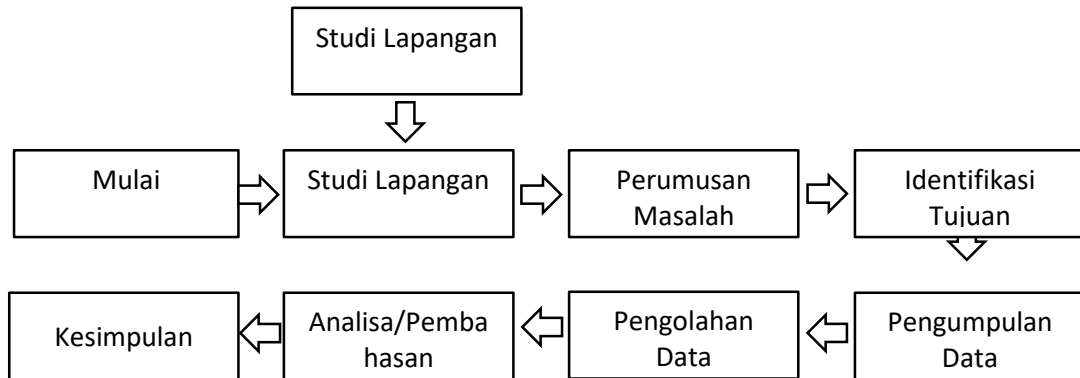 Studi Lapangan
Mulai
Studi Lapangan
Perumusan
Masalah
Identifikasi
Tujuan
Kesimpulan
Analisa/Pemba
hasan
Pengolahan
Data
Pengumpulan
Data